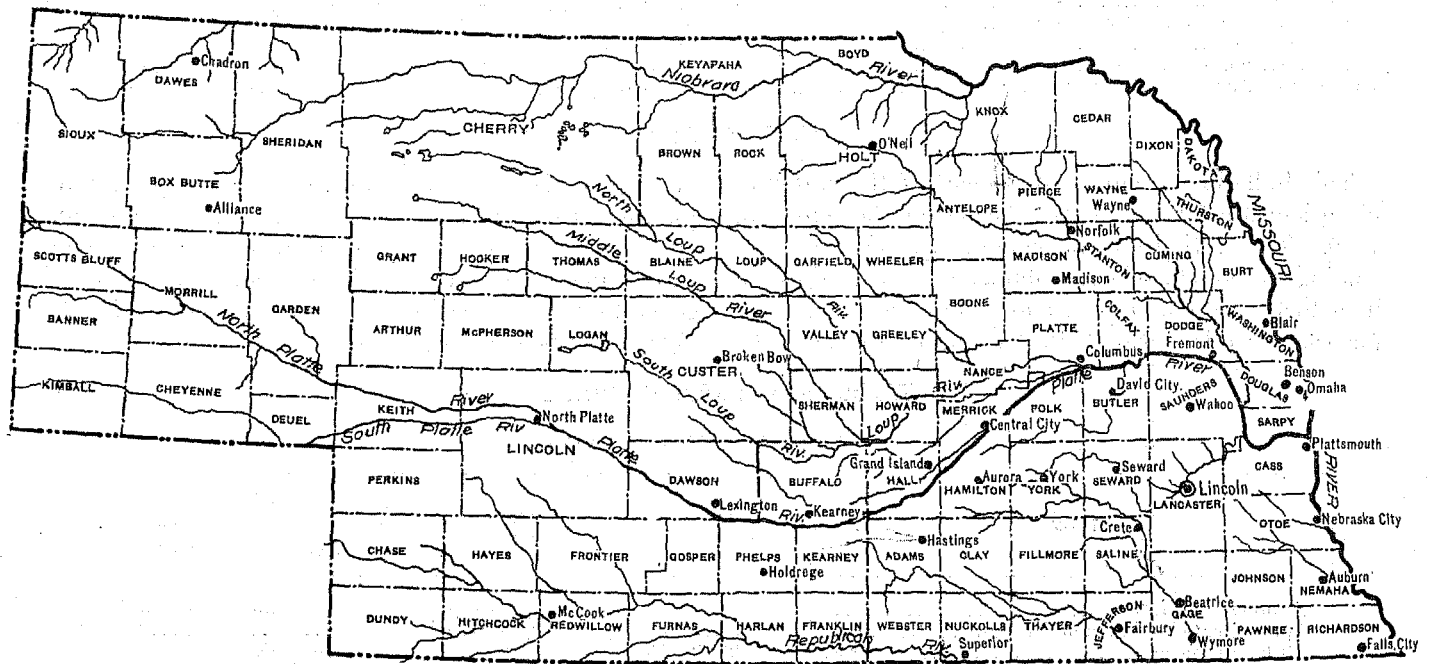 BOYD
KEYAPAHA
River
Niobrara
Chadron
DAWES
KNOX
CEDAR
SIOUX
SHERIDAN
CHERRY
BROWN
ROCK
HOLT
O'Neil
DIXON
DAKOTA
BOX BUTTE
Alliance
North
PIERCE
WAYNE
Wayne
THURSTON
ANTELOPE
MISSOURI
Norfolk
SCOTTS BLUFF
GRANT
HOOKER
Middle
THOMAS
BLAINE
Loup
LOUP
GARFIELD
WHEELER
MADISON
Madison
STANTON
CUMING
BURT
MORRILL
GARDEN
Loup
BOONE
BANNER
North
Platte
ARTHUR
McPHERSON
LOGAN
River
Riv.
VALLEY
GREELEY
PLATTE
COLFAX
DODGE
Fremont
WASHINGTON
Blair
Broken Bow
CUSTER
South
Columbus
NANCE
River
Benson
Omaha
DOUGLAS
KIMBALL
CHEYENNE
DEUEL
KEITH
River
North Platte
South Platte Riv
LINCOLN
Loup
SHERMAN
HOWARD
Riv.
Platte
MERRICK
POLK
David City.
BUTLER
SAUNDERS
Wahoo
SARPY
Central City
Loup
Riv.
Platte
Plattsmouth
PERKINS
DAWSON
BUFFALO
Grand Island
HALL
Aurora
HAMILTON
York
YORK
Seward
SEWARD
Lincoln
LANCASTER
CASS
RIVER
Lexington
Riv.
Kearney
Crete
OTOE
Nebraska City
CHASE
HAYES
FRONTIER
GOSPER
PHELPS
Holdrege
KEARNEY
ADAMS
Hastings
CLAY
FILLMORE
SALINE
JOHNSON
Auburn
NEMAHA
DUNDY
HITCHCOCK
McCook
REDWILLOW
FURNAS
HARLAN
FRANKLIN
Republican Riv.
WEBSTER
NUCKOLLS
Superior
THAYER
JEFFERSON
Fairbury
Beatrice
GAGE
Wymore
PAWNEE
RICHARDSON
Falls City